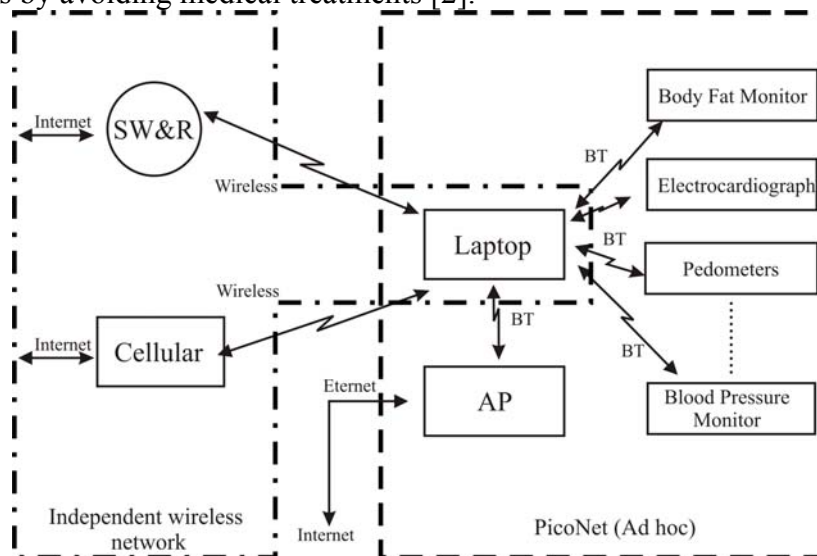 s by avoiding medical treatments [2].
Internet
SW&R
Wireless
BT
Body Fat Monitor
Electrocardiograph
Laptop
BT
Pedometers
Wireless
Internet
Cellular
BT
BT
Eternet
AP
Blood Pressure
Monitor
Independent wireless
network
Internet
PicoNet (Ad hoc)